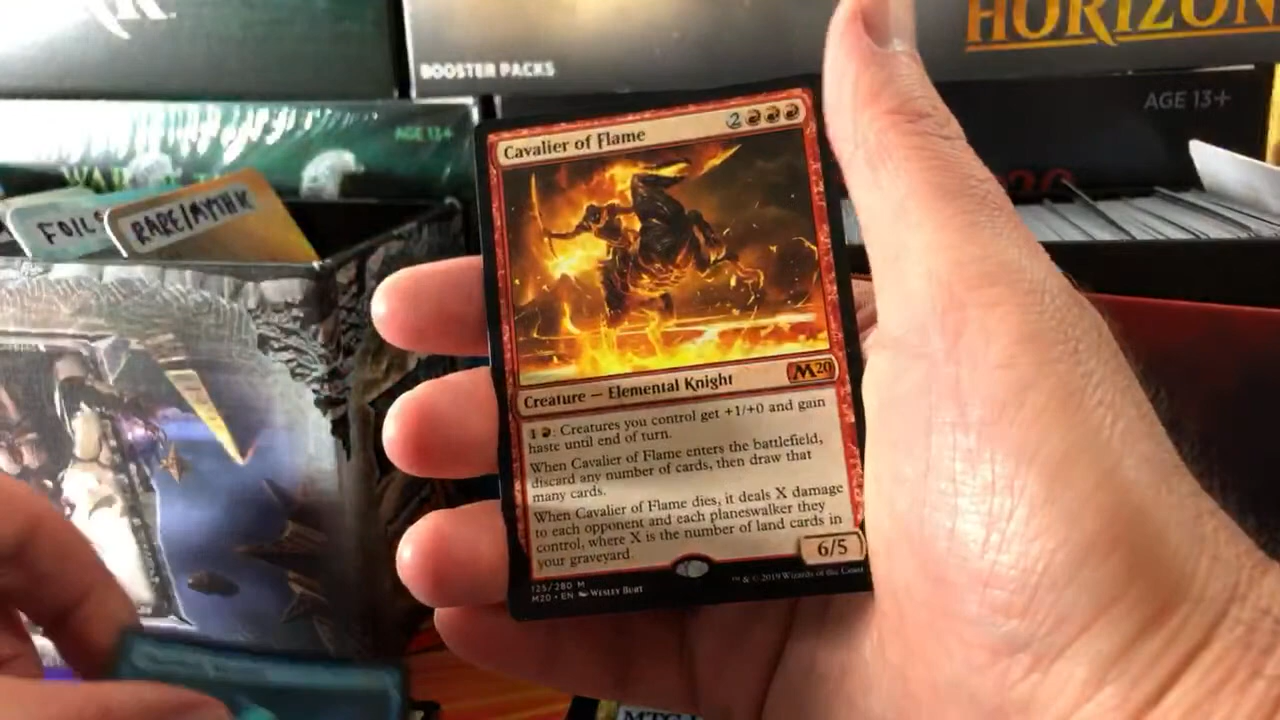 HORIZON
BOOSTER PACKS
AGE 13+
AGE 13+
WAR
FOILS
RARE/MYTHIC
Cavalier of Flame
2
Creature — Elemental Knight
M20
1 : Creatures you control get +1/+0 and gain
haste until end of turn.
When Cavalier of Flame enters the battlefield,
discard any number of cards, then draw that
many cards.
When Cavalier of Flame dies, it deals X damage
to each opponent and each planeswalker they
control, where X is the number of land cards in
your graveyard.
6/5
125/280 M
M20 • EN Wesley Burt
™ & © 2019 Wizards of the Coast
MTG